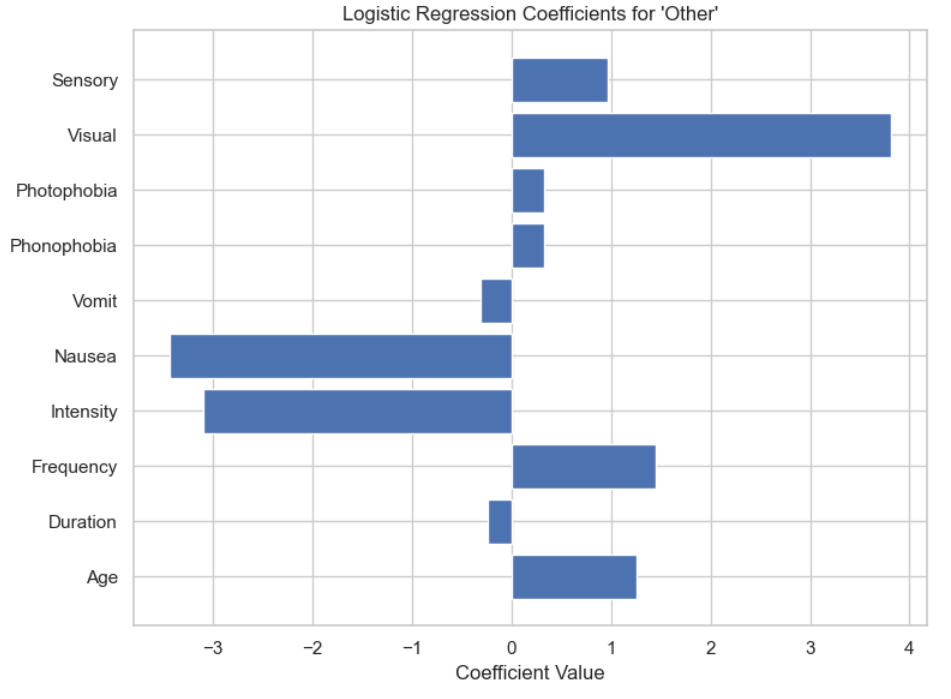 Logistic Regression Coefficients for 'Other'
Sensory
Visual
Photophobia
Phonophobia
Vomit
Nausea
Intensity
Frequency
Duration
Age
−3 −2 −1 0 1 2 3 4
Coefficient Value